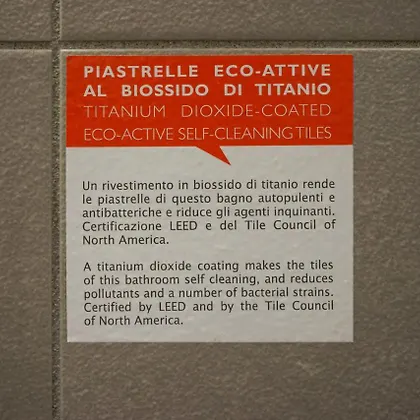 PIASTRELLE ECO-ATTIVE
AL BIOSSIDO DI TITANIO
TITANIUM DIOXIDE-COATED
ECO-ACTIVE SELF-CLEANING TILES
Un rivestimento in biossido di titanio rende
le piastrelle di questo bagno autopulenti e
antibatteriche e riduce gli agenti inquinanti.
Certificazione LEED e del Tile Council of
North America.
A titanium dioxide coating makes the tiles
of this bathroom self cleaning, and reduces
pollutants and a number of bacterial strains.
Certified by LEED and by the Tile Council
of North America.